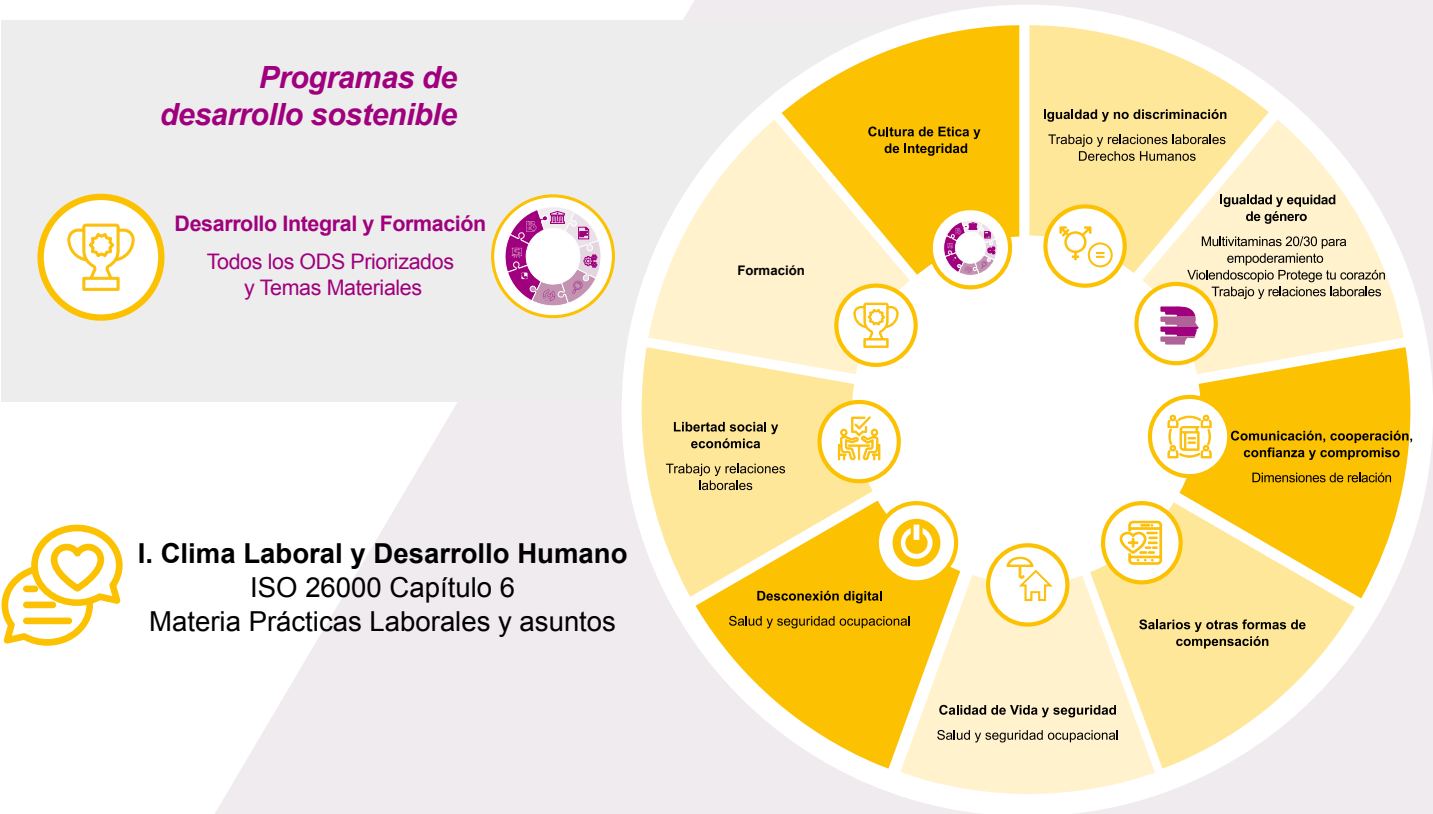 Programas de
desarrollo sostenible
Desarrollo Integral y Formación
Todos los ODS Priorizados
y Temas Materiales
I. Clima Laboral y Desarrollo Humano
ISO 26000 Capítulo 6
Materia Prácticas Laborales y asuntos
Cultura de Etica y
de Integridad
Igualdad y no discriminación
Trabajo y relaciones laborales
Derechos Humanos
Igualdad y equidad
de género
Multivitaminas 20/30 para
empoderamiento
Violendoscopio Protege tu corazón
Trabajo y relaciones laborales
Comunicación, cooperación,
confianza y compromiso
Dimensiones de relación
Salarios y otras formas de
compensación
Calidad de Vida y seguridad
Salud y seguridad ocupacional
Desconexión digital
Salud y seguridad ocupacional
Libertad social y
económica
Trabajo y relaciones
laborales
Formación